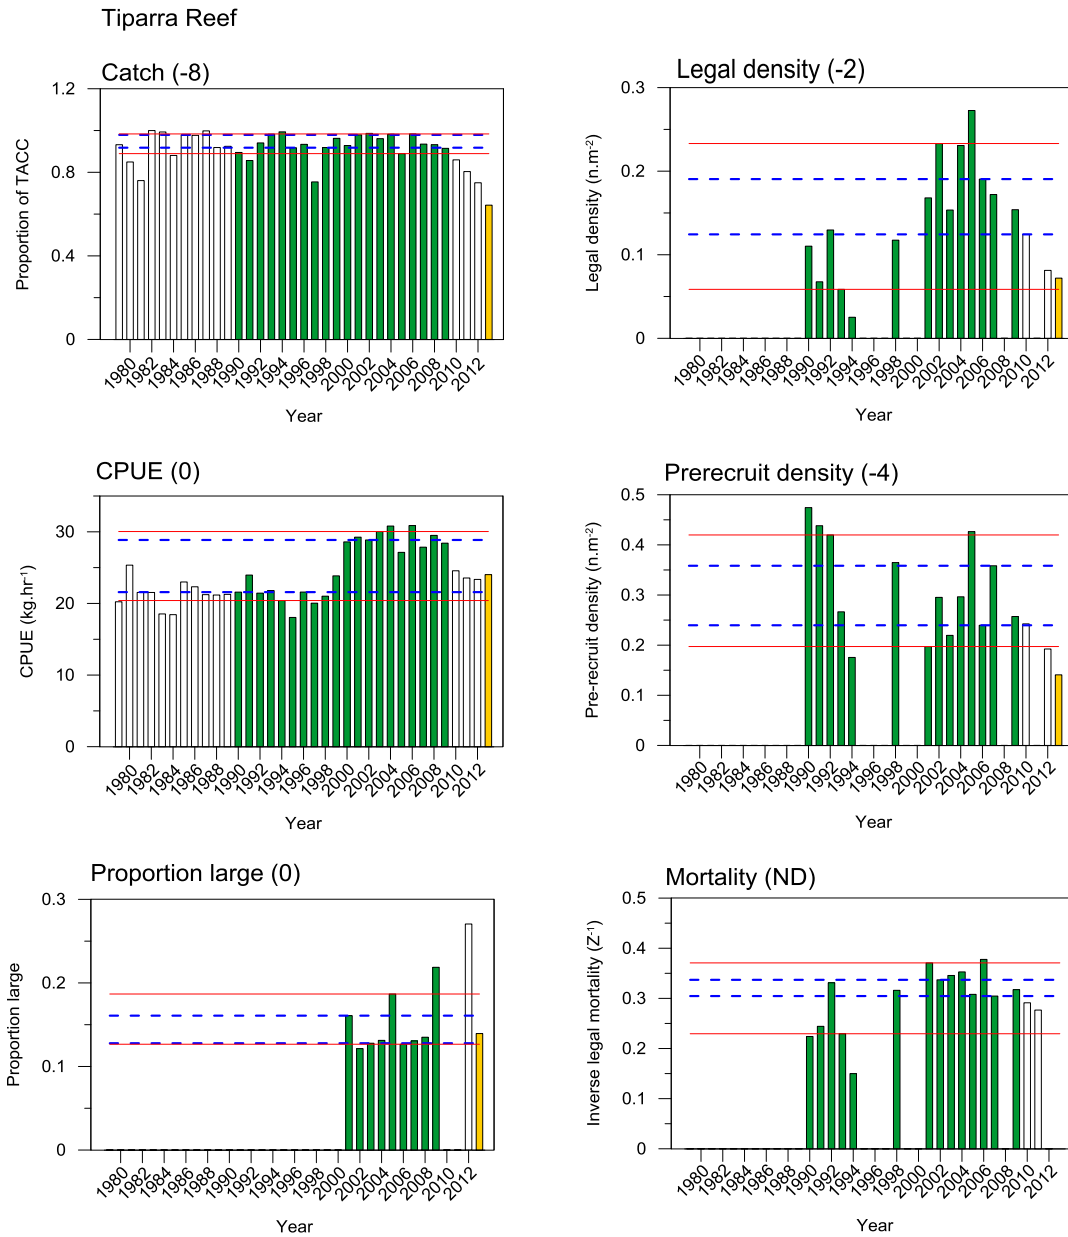 Tiparra Reef
Catch (-8)
1.2
0.8
0.4
0
Proportion of TACC
1980 1982 1984 1986 1988 1990 1992 1994 1996 1998 2000 2002 2004 2006 2008 2010 2012
Year
Legal density (-2)
0.3
0.2
0.1
0
Legal density (n.m-2)
1980 1982 1984 1986 1988 1990 1992 1994 1996 1998 2000 2002 2004 2006 2008 2010 2012
Year
CPUE (0)
30
20
10
0
CPUE (kg.hr-1)
1980 1982 1984 1986 1988 1990 1992 1994 1996 1998 2000 2002 2004 2006 2008 2010 2012
Year
Prerecruit density (-4)
0.5
0.4
0.3
0.2
0.1
0
Pre-recruit density (n.m-2)
1980 1982 1984 1986 1988 1990 1992 1994 1996 1998 2000 2002 2004 2006 2008 2010 2012
Year
Proportion large (0)
0.3
0.2
0.1
0
Proportion large
1980 1982 1984 1986 1988 1990 1992 1994 1996 1998 2000 2002 2004 2006 2008 2010 2012
Year
Mortality (ND)
0.5
0.4
0.3
0.2
0.1
0
Inverse legal mortality (Z-1)
1980 1982 1984 1986 1988 1990 1992 1994 1996 1998 2000 2002 2004 2006 2008 2010 2012
Year